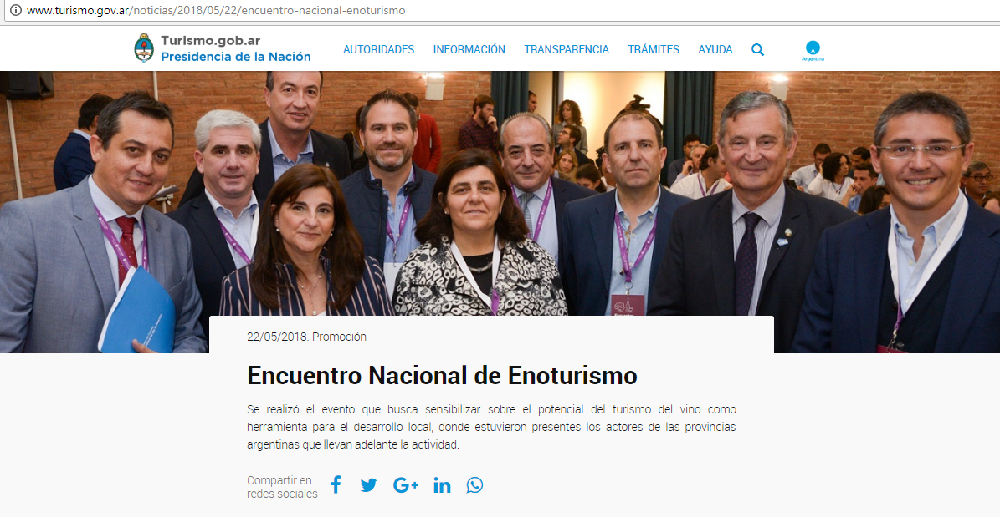 www.turismo.gov.ar/noticias/2018/05/22/encuentro-nacional-enoturismo
Turismo.gob.ar
Presidencia de la Nación
AUTORIDADES INFORMACIÓN TRANSPARENCIA TRÁMITES AYUDA
Argentina
22/05/2018. Promoción
Encuentro Nacional de Enoturismo
Se realizó el evento que busca sensibilizar sobre el potencial del turismo del vino como
herramienta para el desarrollo local, donde estuvieron presentes los actores de las provincias
argentinas que llevan adelante la actividad.
Compartir en
redes sociales
G+
in